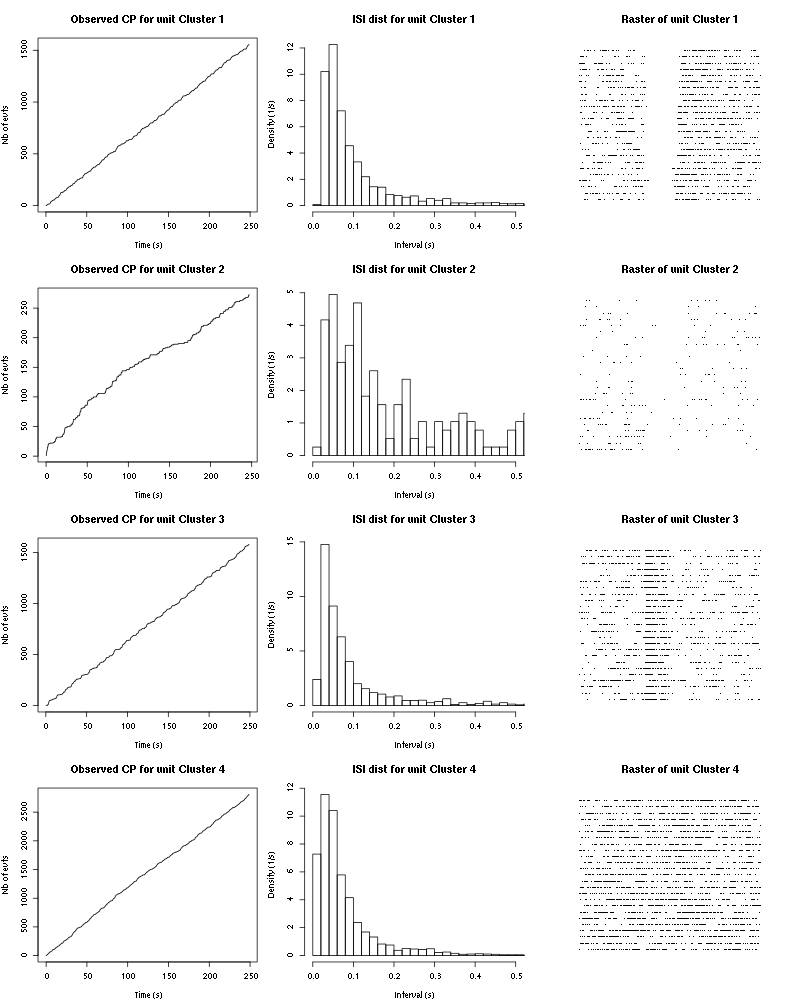 Observed CP for unit Cluster 1
ISI dist for unit Cluster 1
Raster of unit Cluster 1
Nb of evts
0 500 1000 1500
0 50 100 150 200 250
Time (s)
Density (1/s)
0 2 4 6 8 10 12
0.0 0.1 0.2 0.3 0.4 0.5
Interval (s)
Observed CP for unit Cluster 2
ISI dist for unit Cluster 2
Raster of unit Cluster 2
Nb of evts
0 50 100 150 200 250
0 50 100 150 200 250
Time (s)
Density (1/s)
0 1 2 3 4 5
0.0 0.1 0.2 0.3 0.4 0.5
Interval (s)
Observed CP for unit Cluster 3
ISI dist for unit Cluster 3
Raster of unit Cluster 3
Nb of evts
0 500 1000 1500
0 50 100 150 200 250
Time (s)
Density (1/s)
0 5 10 15
0.0 0.1 0.2 0.3 0.4 0.5
Interval (s)
Observed CP for unit Cluster 4
ISI dist for unit Cluster 4
Raster of unit Cluster 4
Nb of evts
0 500 1000 1500 2000 2500
0 50 100 150 200 250
Time (s)
Density (1/s)
0 2 4 6 8 10 12
0.0 0.1 0.2 0.3 0.4 0.5
Interval (s)